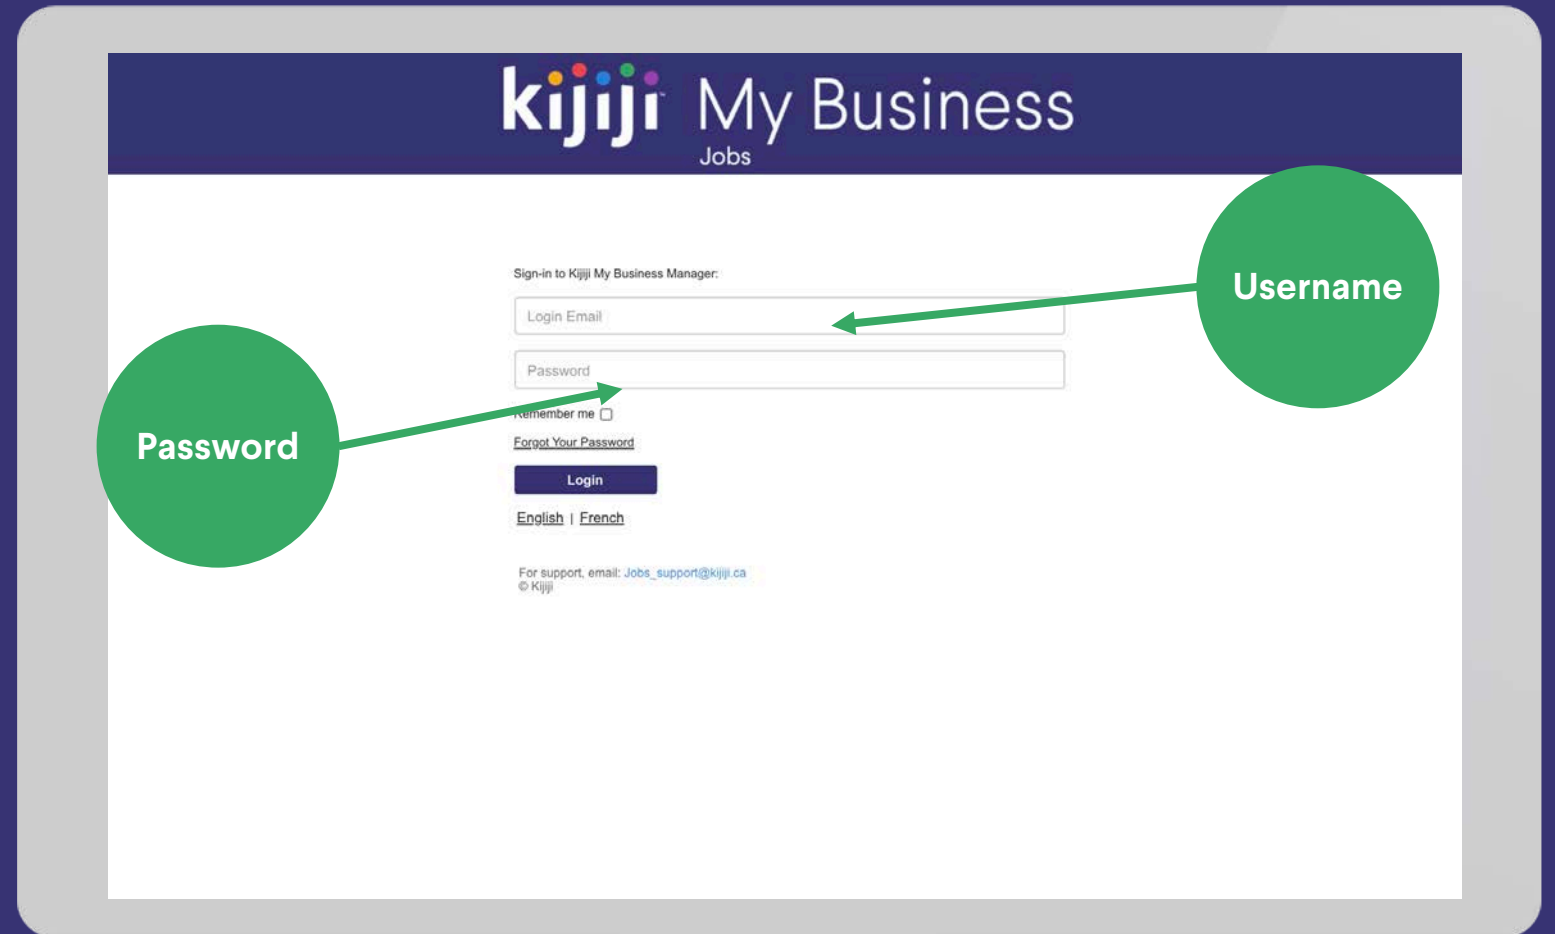 kijiji My Business
Jobs
Username
Sign-in to Kijiji My Business Manager:
Login Email
Password
Password
Remember me
Forgot Your Password
Login
English | French
For support, email: Jobs_support@kijiji.ca
© Kijiji